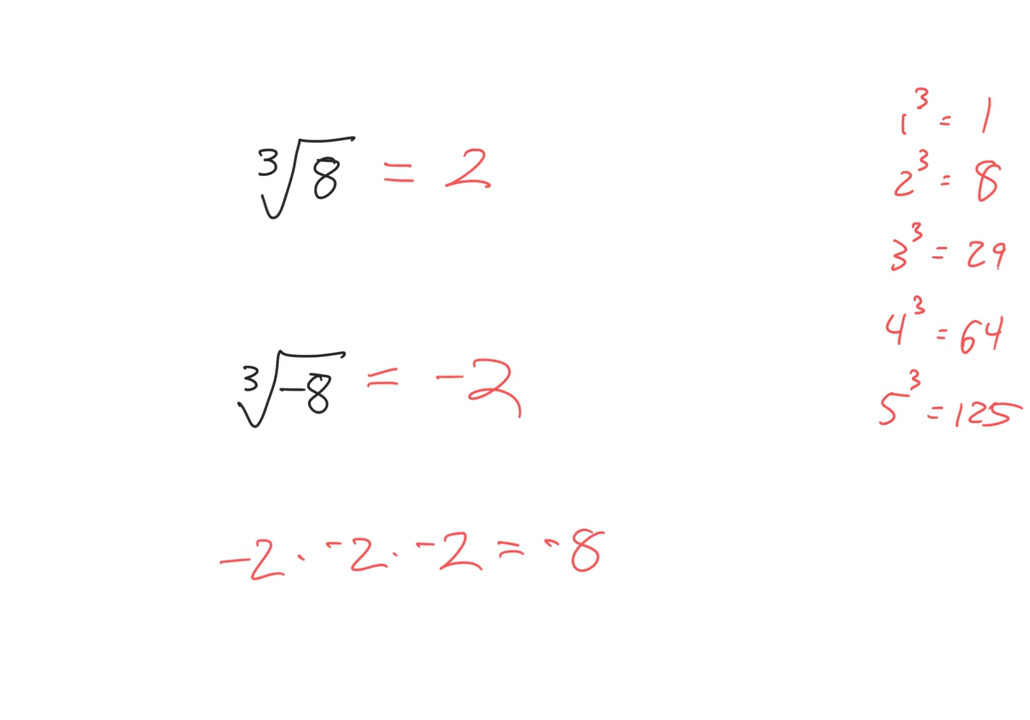 ∛8 = 2
∛-8 = -2
-2 · -2 · -2 = -8
1³ = 1
2³ = 8
3³ = 29
4³ = 64
5³ = 125